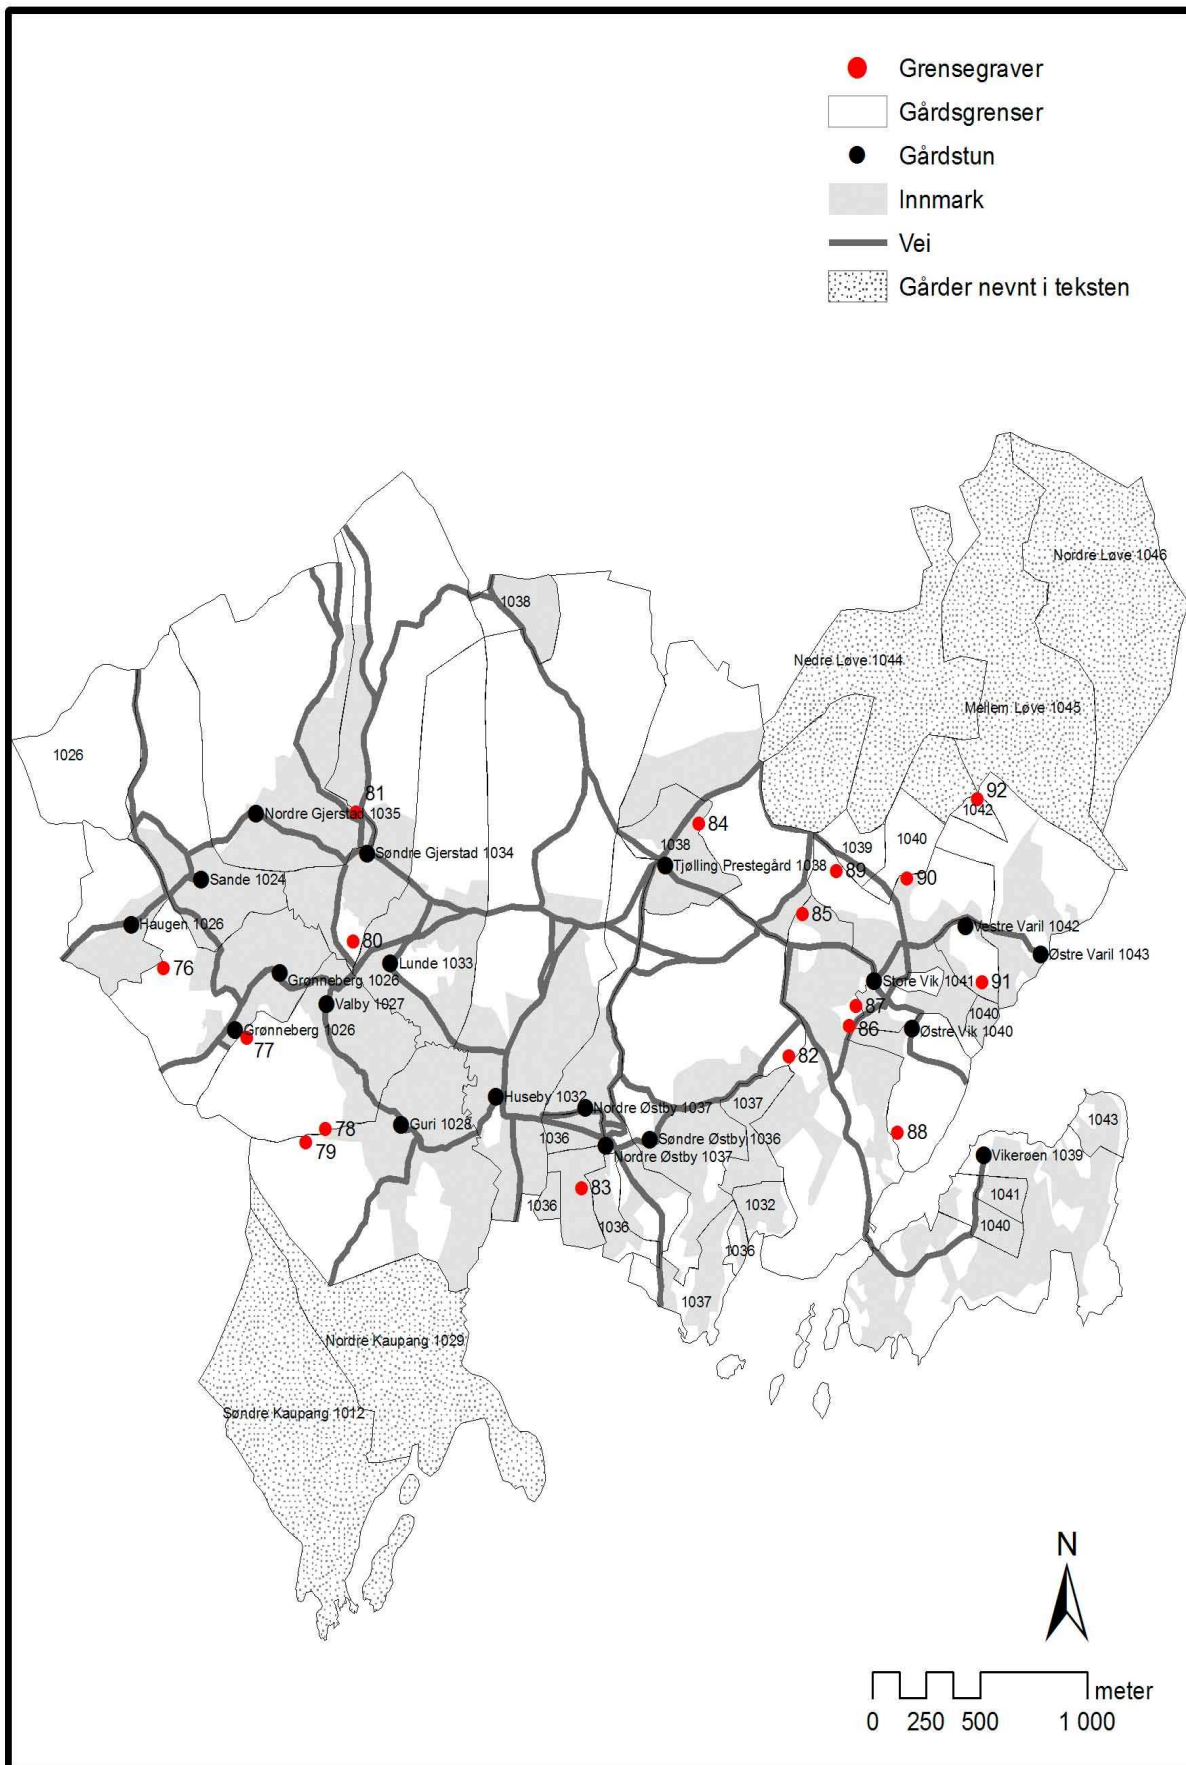 Grensegraver
Gårdsgrenser
Gårdstun
Innmark
Vei
Gårder nevnt i teksten
Nordre Løve 1046
1038
Nedre Løve 1044
Mellem Løve 1045
1026
81
92
Nordre Gjerstad 1035
1042
84
1038
1039
1040
Søndre Gjerstad 1034
Tjølling Prestegård 1038
89
90
Sande 1024
85
Haugen 1026
Vestre Varil 1042
80
Østre Varil 1043
76
Lunde 1033
Grønneberg 1026
Store Vik 1041
91
Valby 1027
87
1040
Grønneberg 1026
86
Østre Vik 1040
77
82
Huseby 1032
Nordre Østby 1037
1037
Guri 1028
78
1036
Søndre Østby 1036
88
1043
79
Nordre Østby 1037
Vikerøen 1039
83
1041
1036
1032
1036
1040
1036
1037
Nordre Kaupang 1029
Søndre Kaupang 1012
N
meter
0 250 500 1 000